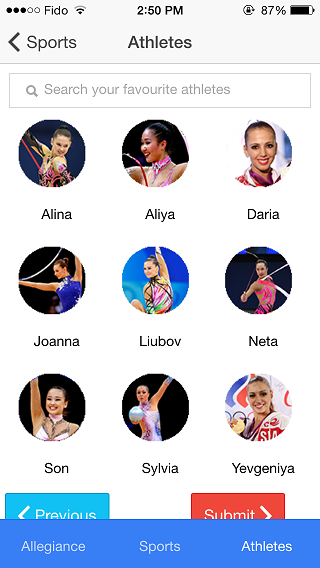 Fido 2:50 PM 87%
Sports Athletes
Search your favourite athletes
Alina Aliya Daria
Joanna Liubov Neta
Son Sylvia Yevgeniya
Previous Submit
Allegiance Sports Athletes